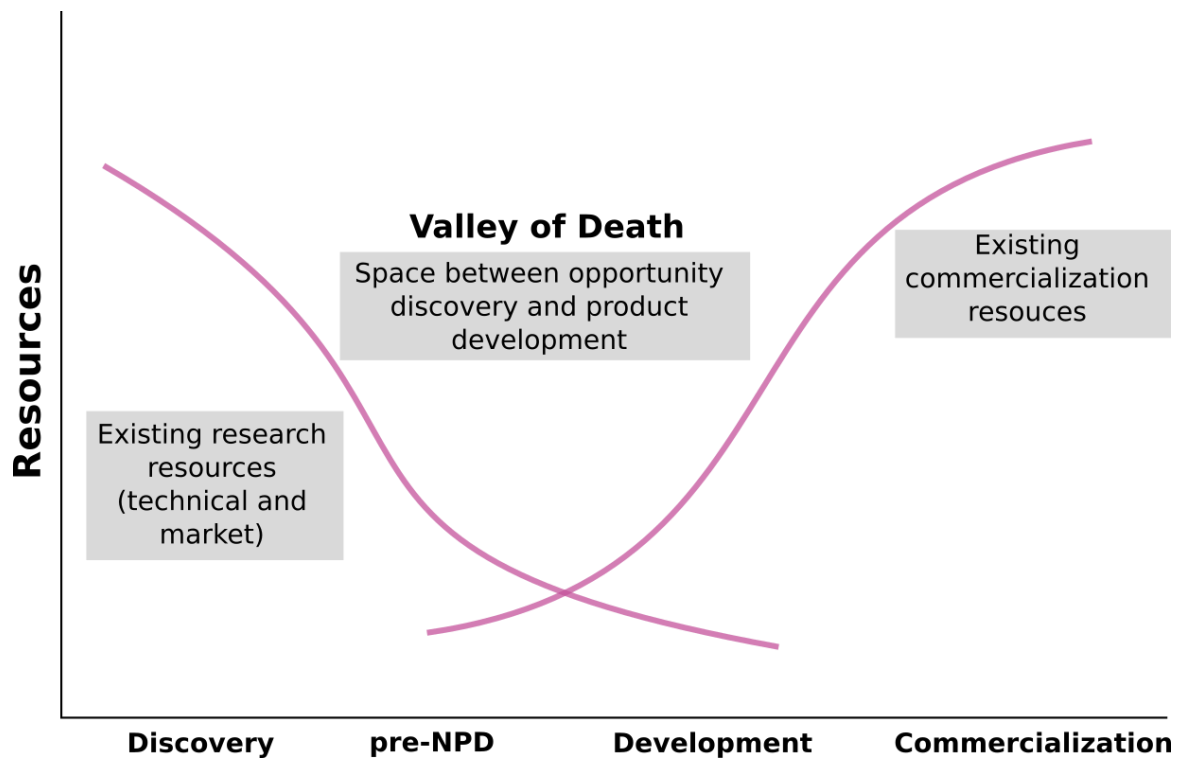 Valley of Death
Space between opportunity
discovery and product
development
Existing
commercialization
resouces
Resources
Existing research
resources
(technical and
market)
Discovery
pre-NPD
Development
Commercialization